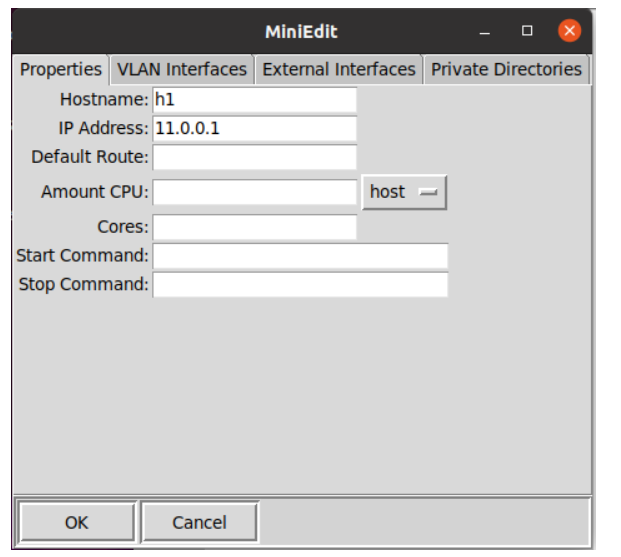 MiniEdit
Properties VLAN Interfaces External Interfaces Private Directories
Hostname: h1
IP Address: 11.0.0.1
Default Route:
Amount CPU: host
Cores:
Start Command:
Stop Command:
OK Cancel